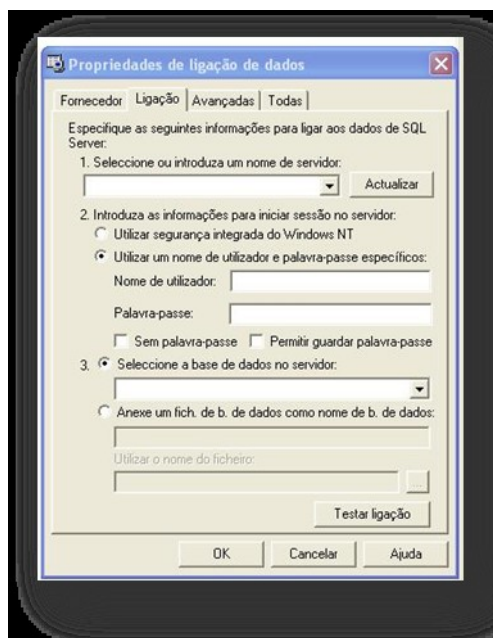 Propriedades de ligação de dados
Fornecedor Ligação Avançadas Todas
Especifique as seguintes informações para ligar aos dados de SQL
Server:
1. Seleccione ou introduza um nome de servidor:
Actualizar
2. Introduza as informações para iniciar sessão no servidor:
Utilizar segurança integrada do Windows NT
Utilizar um nome de utilizador e palavra-passe específicos:
Nome de utilizador:
Palavra-passe:
Sem palavra-passe Permitir guardar palavra-passe
3. Seleccione a base de dados no servidor:
Anexe um fich. de b. de dados como nome de b. de dados:
Utilizar o nome do ficheiro:
...
Testar ligação
OK Cancelar Ajuda